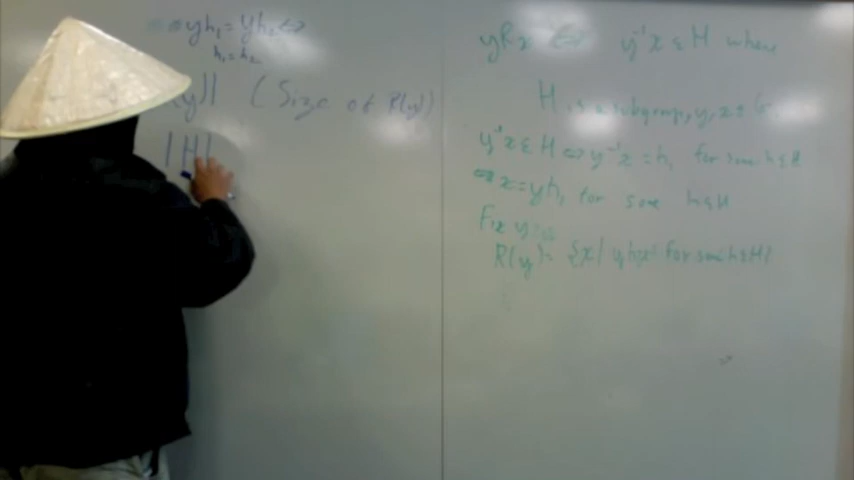 yh₁ = yh₂ ⇔
h₁ = h₂
(y)| (Size of R(y))
|H|
yRx ⇔ y⁻¹x ε H where
H is a subgroup, y, x ε G
y⁻¹x ε H ⇔ y⁻¹x = h, for some h ε H
⇔ x = yh, for some h ε H
Fix y
R(y) = {x | yh=x for some h ε H}